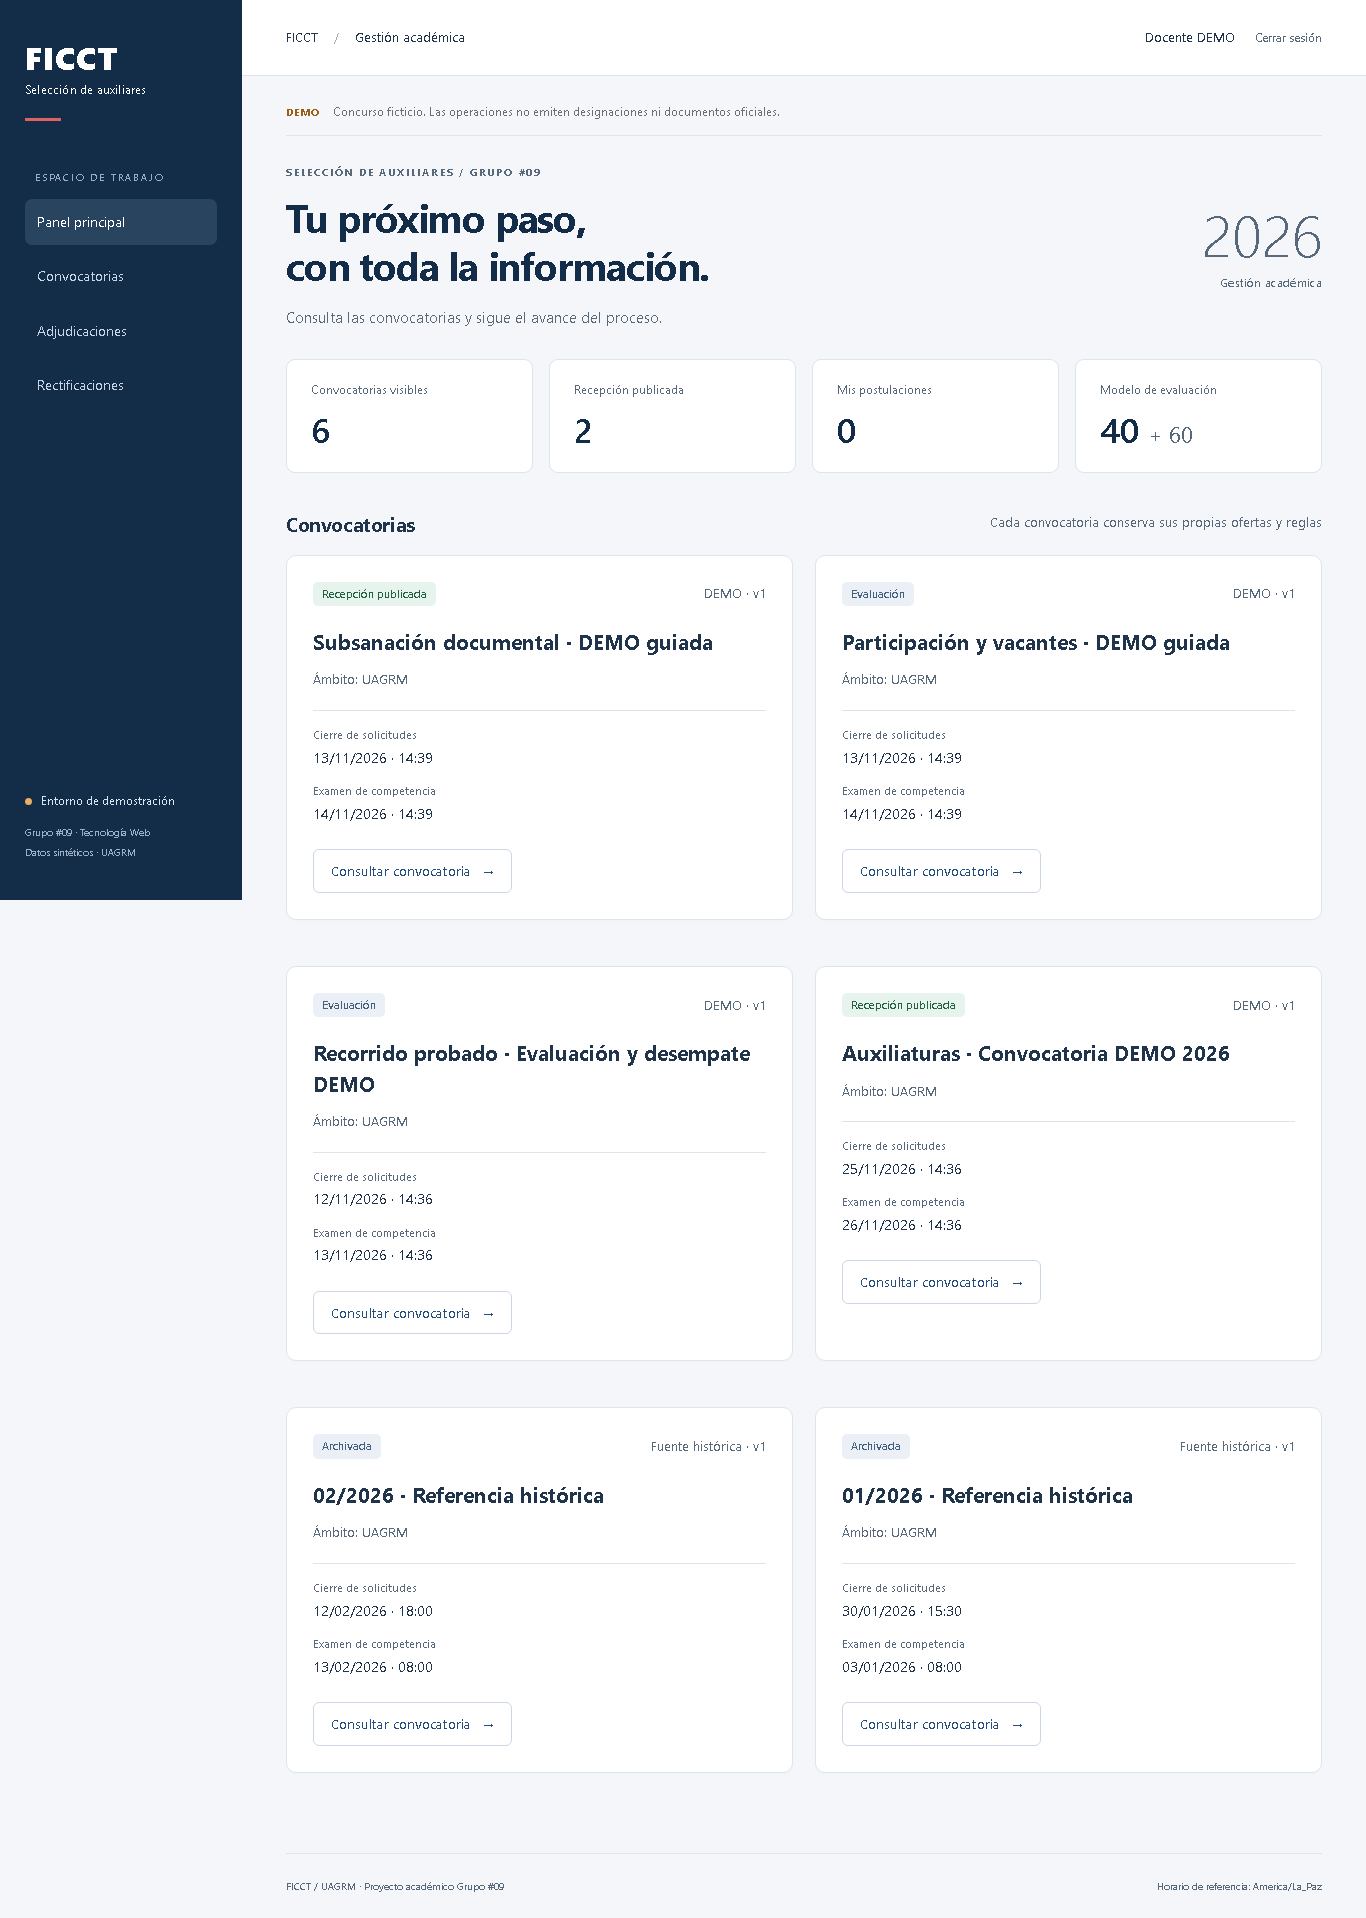 FICCT
Selección de auxiliares
ESPACIO DE TRABAJO
Panel principal
Convocatorias
Adjudicaciones
Rectificaciones
Entorno de demostración
Grupo #09 · Tecnología Web
Datos sintéticos · UAGRM
FICCT / Gestión académica
Docente DEMO Cerrar sesión
DEMO Concurso ficticio. Las operaciones no emiten designaciones ni documentos oficiales.
SELECCIÓN DE AUXILIARES / GRUPO #09
Tu próximo paso,
con toda la información.
Consulta las convocatorias y sigue el avance del proceso.
2026
Gestión académica
Convocatorias visibles
6
Recepción publicada
2
Mis postulaciones
0
Modelo de evaluación
40 + 60
Convocatorias
Cada convocatoria conserva sus propias ofertas y reglas
Recepción publicada DEMO · v1
Subsanación documental · DEMO guiada
Ámbito: UAGRM
Cierre de solicitudes
13/11/2026 · 14:39
Examen de competencia
14/11/2026 · 14:39
Consultar convocatoria →
Evaluación DEMO · v1
Participación y vacantes · DEMO guiada
Ámbito: UAGRM
Cierre de solicitudes
13/11/2026 · 14:39
Examen de competencia
14/11/2026 · 14:39
Consultar convocatoria →
Evaluación DEMO · v1
Recorrido probado · Evaluación y desempate
DEMO
Ámbito: UAGRM
Cierre de solicitudes
12/11/2026 · 14:36
Examen de competencia
13/11/2026 · 14:36
Consultar convocatoria →
Recepción publicada DEMO · v1
Auxiliaturas · Convocatoria DEMO 2026
Ámbito: UAGRM
Cierre de solicitudes
25/11/2026 · 14:36
Examen de competencia
26/11/2026 · 14:36
Consultar convocatoria →
Archivada Fuente histórica · v1
02/2026 · Referencia histórica
Ámbito: UAGRM
Cierre de solicitudes
12/02/2026 · 18:00
Examen de competencia
13/02/2026 · 08:00
Consultar convocatoria →
Archivada Fuente histórica · v1
01/2026 · Referencia histórica
Ámbito: UAGRM
Cierre de solicitudes
30/01/2026 · 15:30
Examen de competencia
03/01/2026 · 08:00
Consultar convocatoria →
FICCT / UAGRM · Proyecto académico Grupo #09
Horario de referencia: America/La_Paz